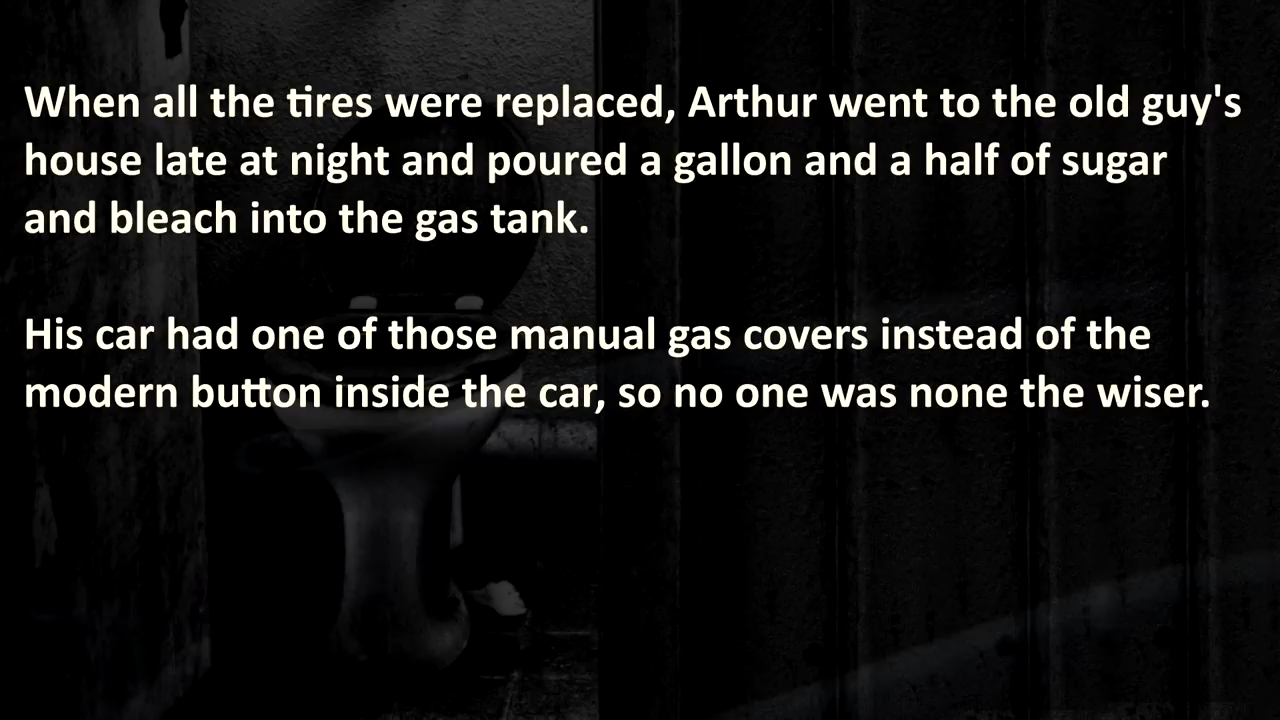 When all the tires were replaced, Arthur went to the old guy's
house late at night and poured a gallon and a half of sugar
and bleach into the gas tank.
His car had one of those manual gas covers instead of the
modern button inside the car, so no one was none the wiser.